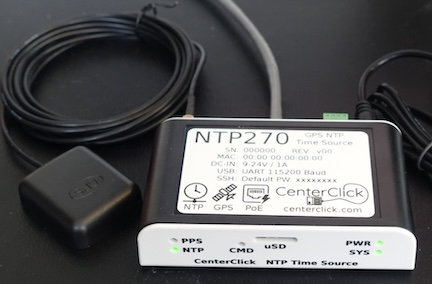 NTP270 GPS NTP Time Source
SN: 000000 REV: v00
MAC: 00:00:00:00:00:00
DC-IN: 9-24V / 1A
USB: UART 115200 Baud
SSH: Default PW: xxxxxxxx
NTP GPS PoE
CenterClick
centerclick.com
PPS
NTP
CMD
uSD
PWR
SYS
CenterClick NTP Time Source